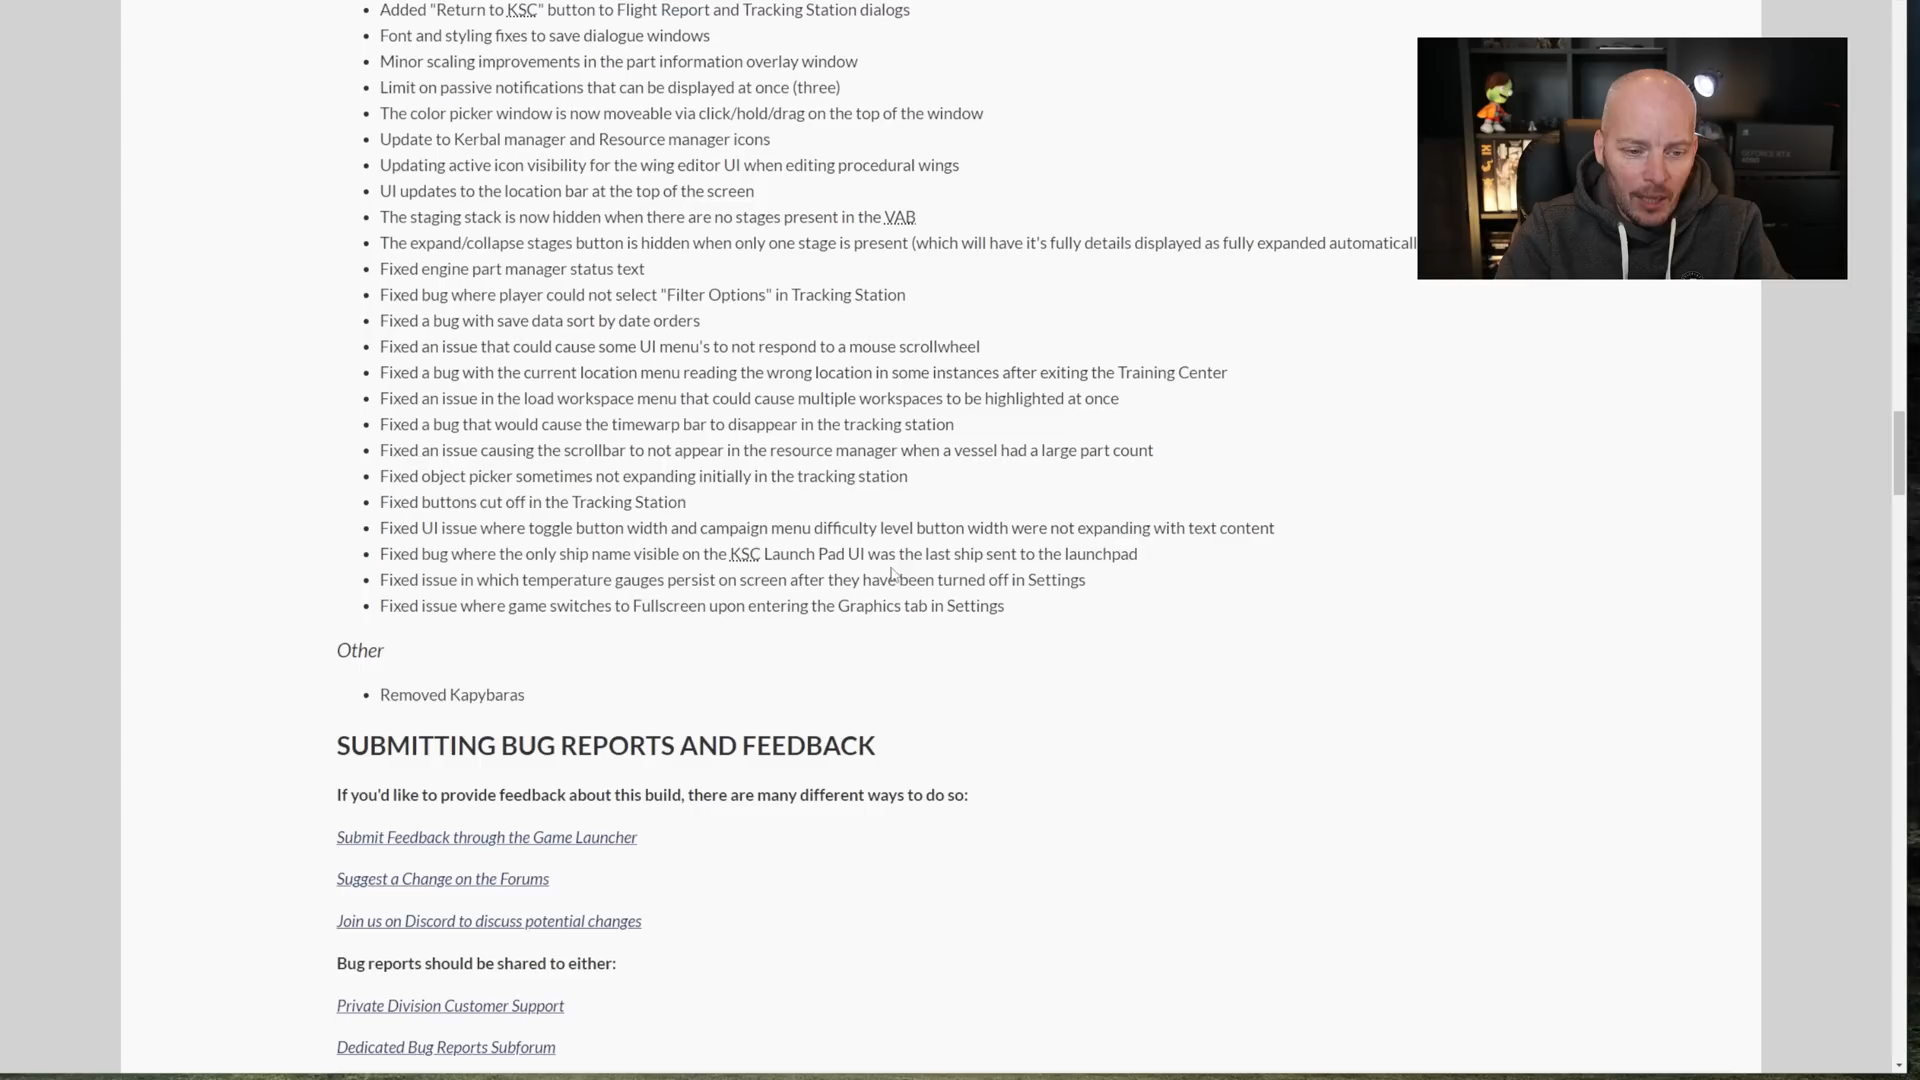 Added "Return to KSC" button to Flight Report and Tracking Station dialogs
Font and styling fixes to save dialogue windows
Minor scaling improvements in the part information overlay window
Limit on passive notifications that can be displayed at once (three)
The color picker window is now moveable via click/hold/drag on the top of the window
Update to Kerbal manager and Resource manager icons
Updating active icon visibility for the wing editor UI when editing procedural wings
UI updates to the location bar at the top of the screen
The staging stack is now hidden when there are no stages present in the VAB
The expand/collapse stages button is hidden when only one stage is present (which will have it's fully details displayed as fully expanded automaticall
Fixed engine part manager status text
Fixed bug where player could not select "Filter Options" in Tracking Station
Fixed a bug with save data sort by date orders
Fixed an issue that could cause some UI menu's to not respond to a mouse scrollwheel
Fixed a bug with the current location menu reading the wrong location in some instances after exiting the Training Center
Fixed an issue in the load workspace menu that could cause multiple workspaces to be highlighted at once
Fixed a bug that would cause the timewarp bar to disappear in the tracking station
Fixed an issue causing the scrollbar to not appear in the resource manager when a vessel had a large part count
Fixed object picker sometimes not expanding initially in the tracking station
Fixed buttons cut off in the Tracking Station
Fixed UI issue where toggle button width and campaign menu difficulty level button width were not expanding with text content
Fixed bug where the only ship name visible on the KSC Launch Pad UI was the last ship sent to the launchpad
Fixed issue in which temperature gauges persist on screen after they have been turned off in Settings
Fixed issue where game switches to Fullscreen upon entering the Graphics tab in Settings
Other
Removed Kapybaras
SUBMITTING BUG REPORTS AND FEEDBACK
If you'd like to provide feedback about this build, there are many different ways to do so:
Submit Feedback through the Game Launcher
Suggest a Change on the Forums
Join us on Discord to discuss potential changes
Bug reports should be shared to either:
Private Division Customer Support
Dedicated Bug Reports Subforum